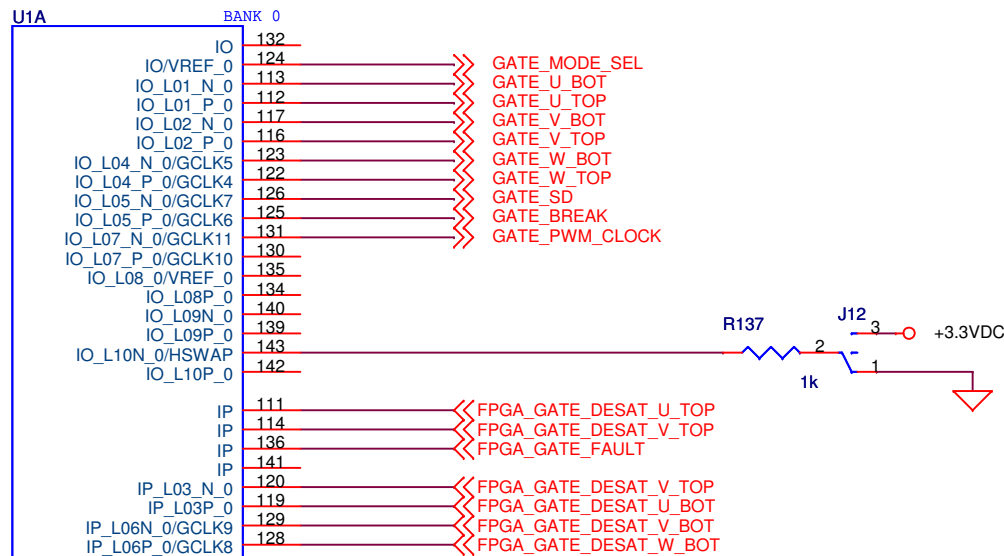 U1A BANK 0
IO 132
IO/VREF_0 124 GATE_MODE_SEL
IO_L01_N_0 113 GATE_U_BOT
IO_L01_P_0 112 GATE_U_TOP
IO_L02_N_0 117 GATE_V_BOT
IO_L02_P_0 116 GATE_V_TOP
IO_L04_N_0/GCLK5 123 GATE_W_BOT
IO_L04_P_0/GCLK4 122 GATE_W_TOP
IO_L05_N_0/GCLK7 126 GATE_SD
IO_L05_P_0/GCLK6 125 GATE_BREAK
IO_L07_N_0/GCLK11 131 GATE_PWM_CLOCK
IO_L07_P_0/GCLK10 130
IO_L08_0/VREF_0 135
IO_L08P_0 134
IO_L09N_0 140
IO_L09P_0 139
R137 J12
3 +3.3VDC
IO_L10N_0/HSWAP 143 2
IO_L10P_0 142 1k 1
IP 111 FPGA_GATE_DESAT_U_TOP
IP 114 FPGA_GATE_DESAT_V_TOP
IP 136 FPGA_GATE_FAULT
IP 141
IP_L03_N_0 120 FPGA_GATE_DESAT_V_TOP
IP_L03P_0 119 FPGA_GATE_DESAT_U_BOT
IP_L06N_0/GCLK9 129 FPGA_GATE_DESAT_V_BOT
IP_L06P_0/GCLK8 128 FPGA_GATE_DESAT_W_BOT